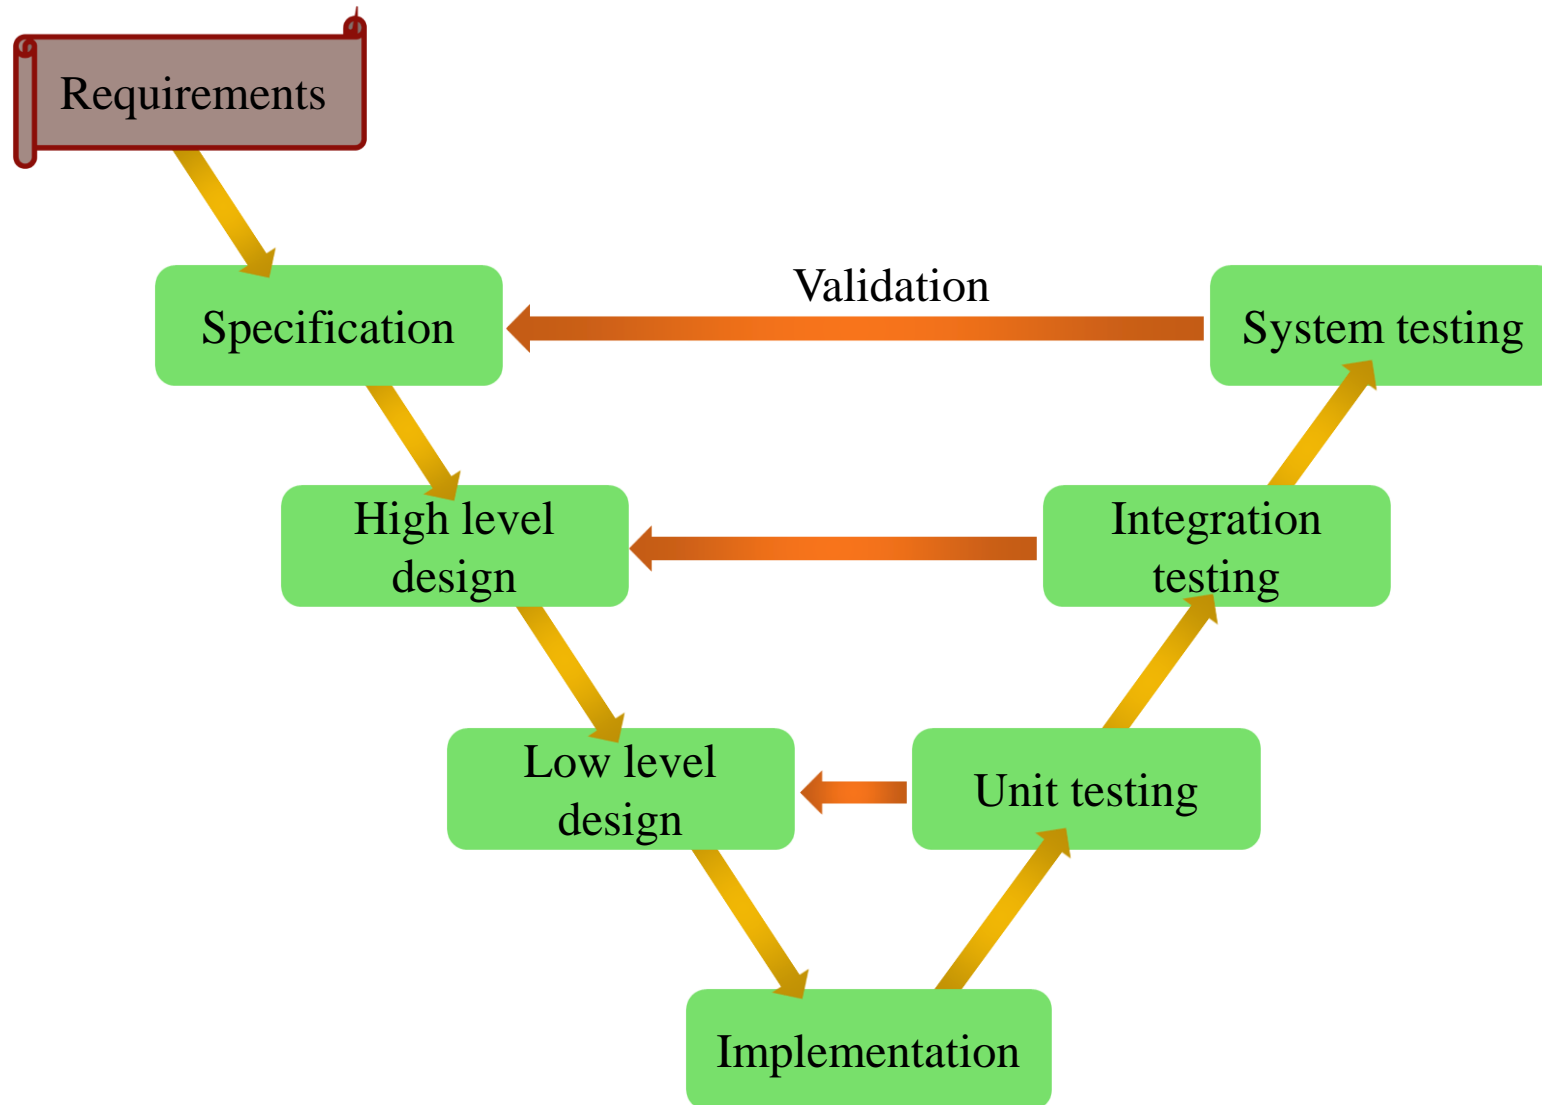 Requirements
Validation
Specification
System testing
High level
design
Integration
testing
Low level
design
Unit testing
Implementation